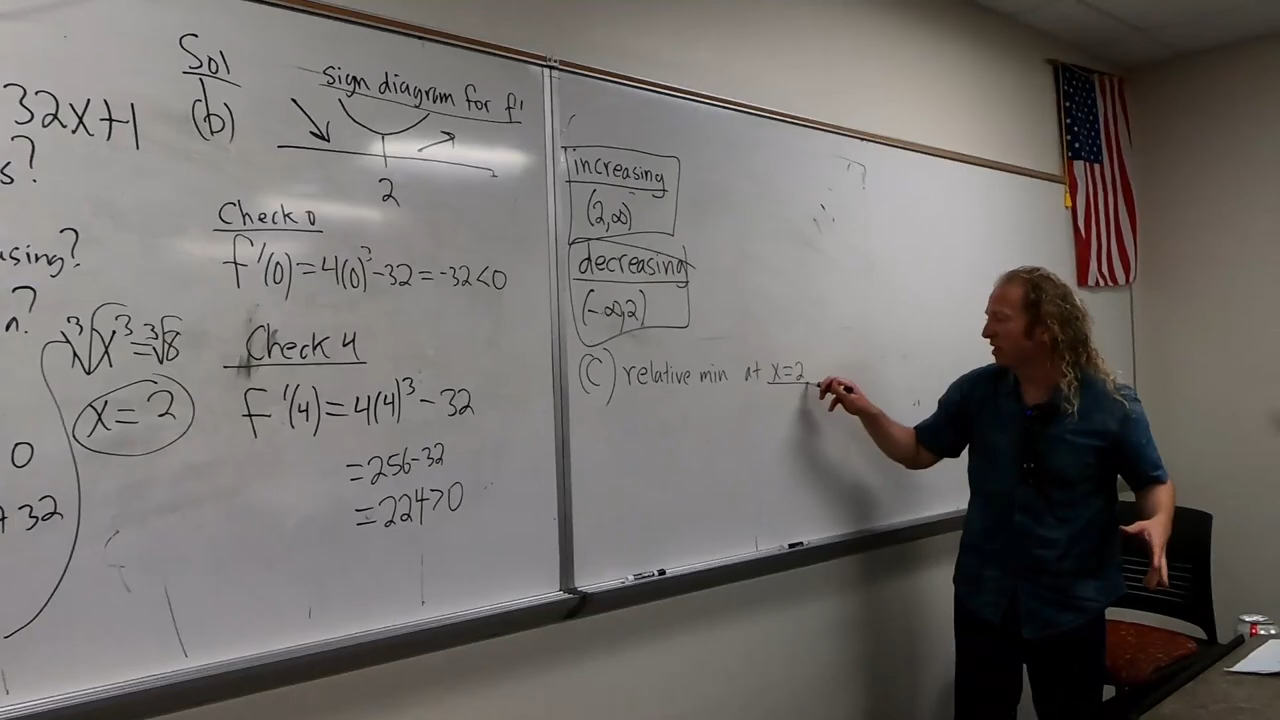 32x+1
s?
sing?
n?
∛x³=∛8
x=2
0
+32
Sol
(b)
sign diagram for f'
2
Check 0
f'(0)=4(0)³-32=-32<0
Check 4
f'(4)=4(4)³-32
=256-32
=224>0
increasing
(2,∞)
decreasing
(-∞,2)
(C) relative min at x=2